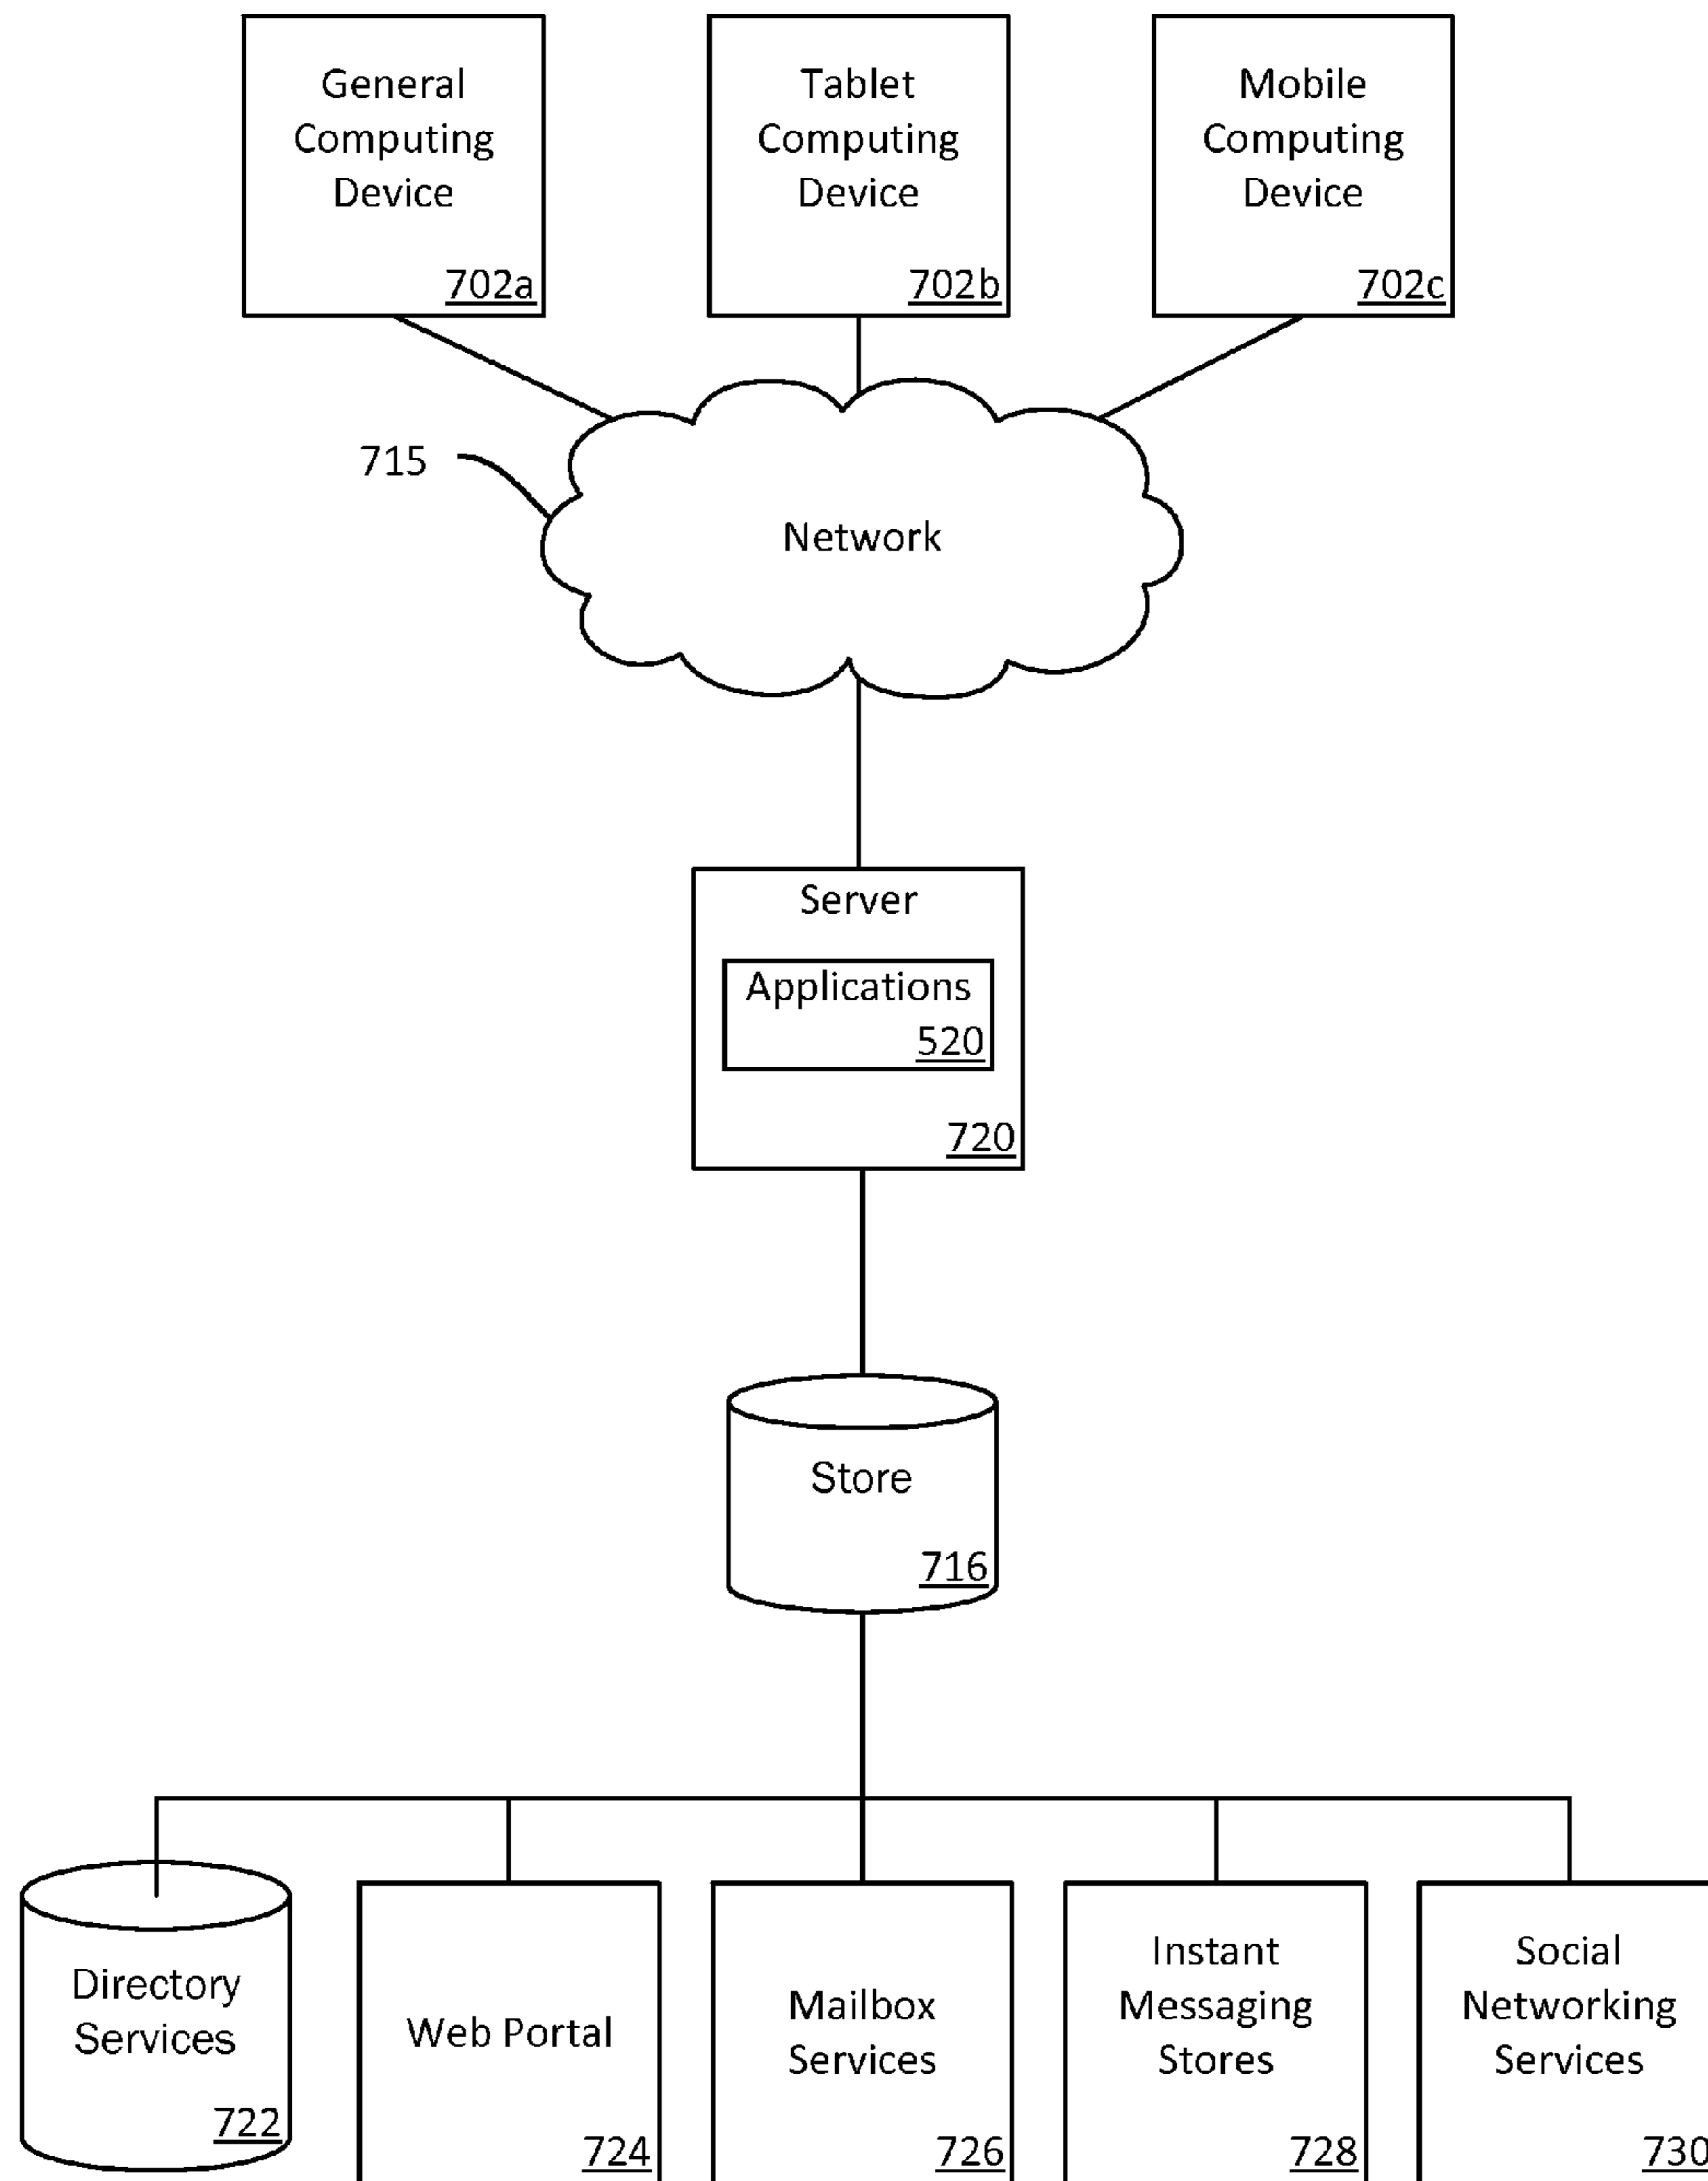 General
Computing
Device
702a
Tablet
Computing
Device
702b
Mobile
Computing
Device
702c
715
Network
Server
Applications
520
720
Store
716
Directory
Services
722
Web Portal
724
Mailbox
Services
726
Instant
Messaging
Stores
728
Social
Networking
Services
730